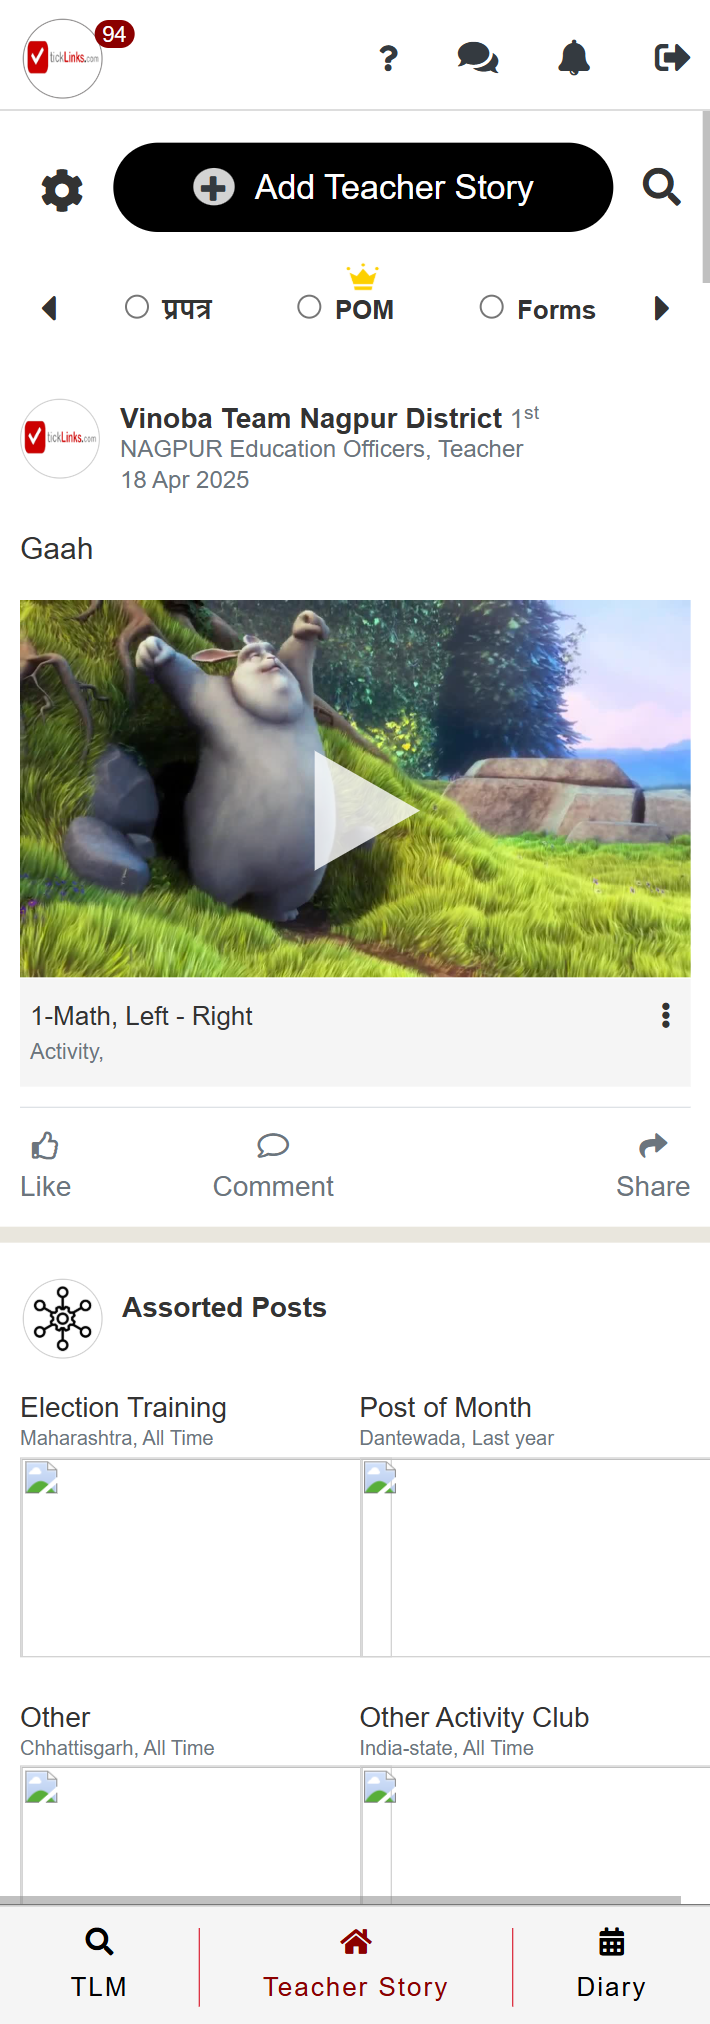 94
tickLinks.com
?
Add Teacher Story
प्रपत्र
POM
Forms
Vinoba Team Nagpur District 1st
tickLinks.com
NAGPUR Education Officers, Teacher
18 Apr 2025
Gaah
1-Math, Left - Right
Activity,
Like
Comment
Share
Assorted Posts
Election Training
Maharashtra, All Time
Post of Month
Dantewada, Last year
Other
Chhattisgarh, All Time
Other Activity Club
India-state, All Time
TLM
Teacher Story
Diary